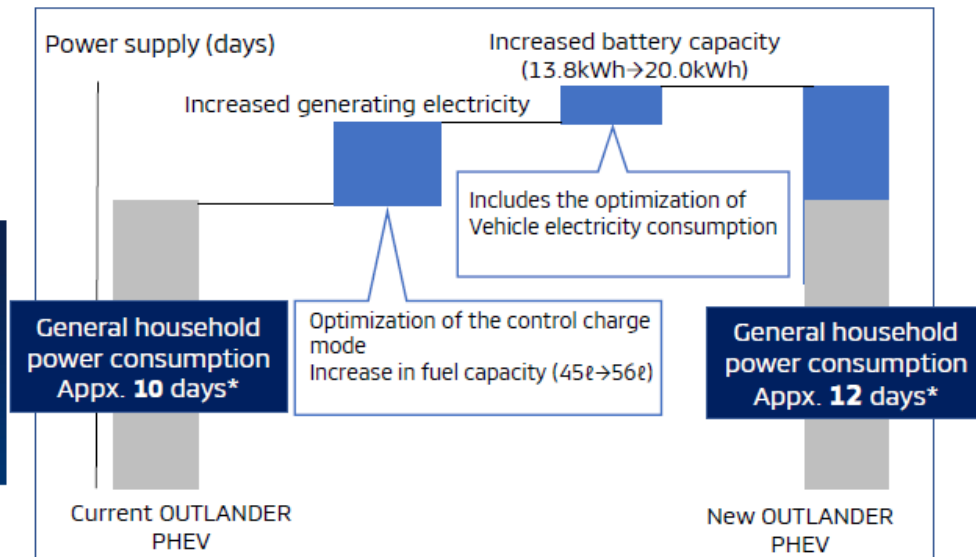 Power supply (days)
Increased battery capacity
(13.8kWh→20.0kWh)
Increased generating electricity
Includes the optimization of
Vehicle electricity consumption
Optimization of the control charge
mode
Increase in fuel capacity (45ℓ→56ℓ)
General household
power consumption
Appx. 10 days*
General household
power consumption
Appx. 12 days*
Current OUTLANDER
PHEV
New OUTLANDER
PHEV